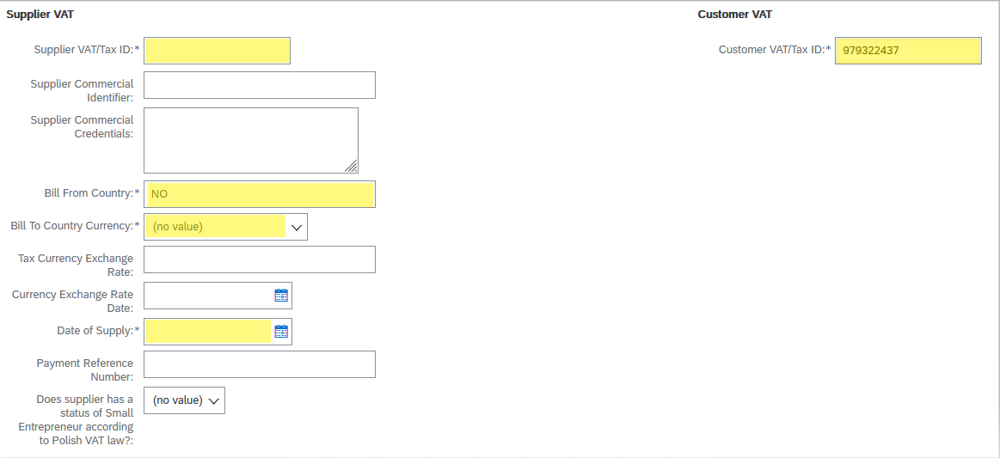 Supplier VAT
Customer VAT
Supplier VAT/Tax ID:*
Customer VAT/Tax ID:* 979322437
Supplier Commercial
Identifier:
Supplier Commercial
Credentials:
Bill From Country:* NO
Bill To Country Currency:* (no value)
Tax Currency Exchange
Rate:
Currency Exchange Rate
Date:
Date of Supply:*
Payment Reference
Number:
Does supplier has a
status of Small
Entrepreneur according
to Polish VAT law?:
(no value)